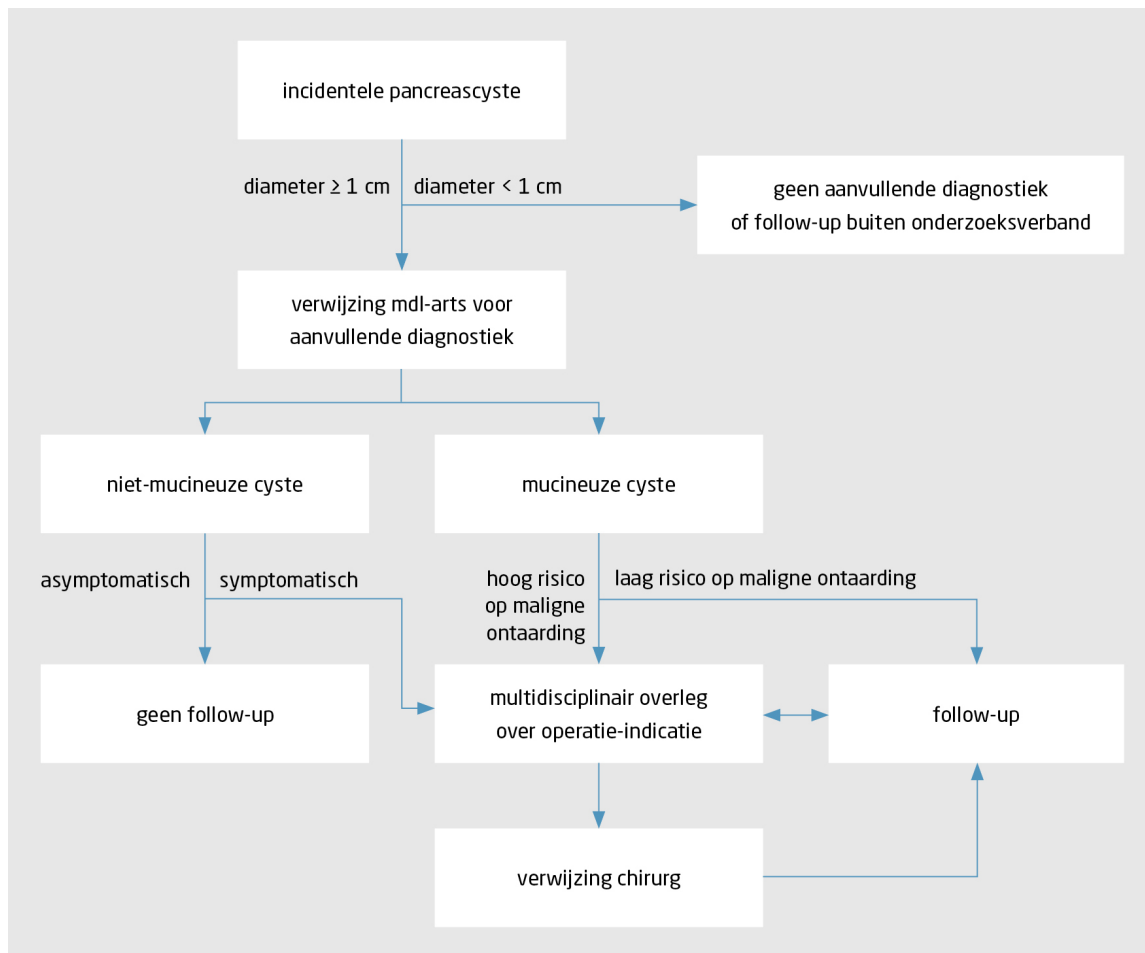 incidentele pancreascyste
diameter ≥ 1 cm
diameter < 1 cm
geen aanvullende diagnostiek
of follow-up buiten onderzoeksverband
verwijzing mdl-arts voor
aanvullende diagnostiek
niet-mucineuze cyste
mucineuze cyste
asymptomatisch
symptomatisch
hoog risico
op maligne
ontaarding
laag risico op maligne ontaarding
geen follow-up
multidisciplinair overleg
over operatie-indicatie
follow-up
verwijzing chirurg